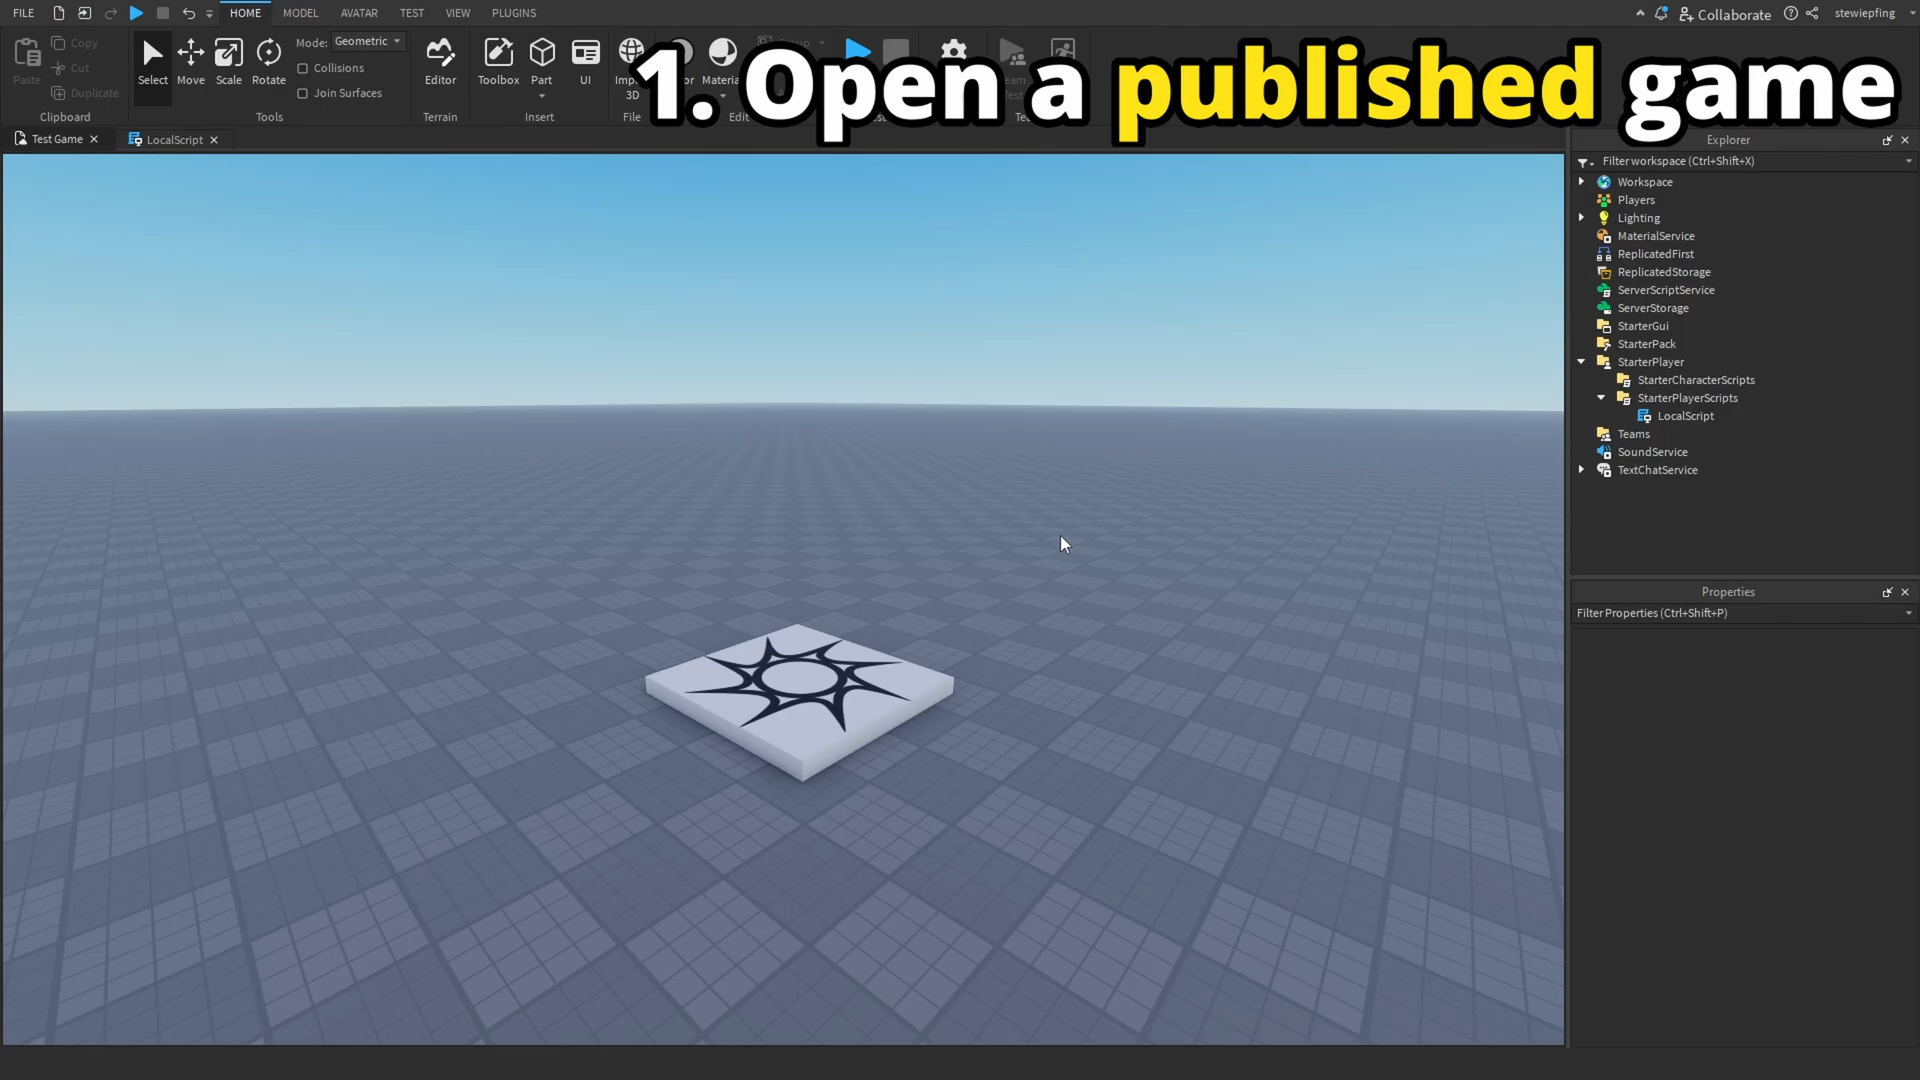 FILE HOME MODEL AVATAR TEST VIEW PLUGINS Collaborate stewiepfing
Copy Mode: Geometric
Cut Collisions
Paste Duplicate Select Move Scale Rotate Join Surfaces Editor Toolbox Part UI
3D
Clipboard Tools Terrain Insert File Edit
1. Open a published game
Test Game LocalScript
Explorer
Filter workspace (Ctrl+Shift+X)
Workspace
Players
Lighting
MaterialService
ReplicatedFirst
ReplicatedStorage
ServerScriptService
ServerStorage
StarterGui
StarterPack
StarterPlayer
StarterCharacterScripts
StarterPlayerScripts
LocalScript
Teams
SoundService
TextChatService
Properties
Filter Properties (Ctrl+Shift+P)